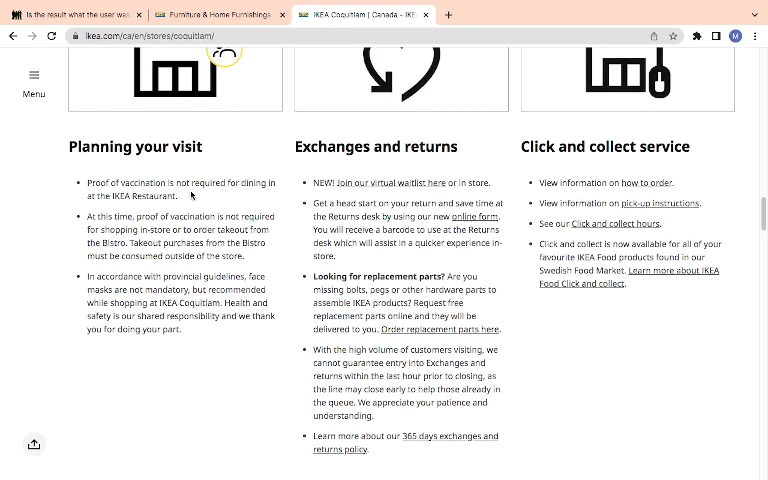 Is the result what the user was
Furniture & Home Furnishings
IKEA Coquitlam | Canada - IKE
ikea.com/ca/en/stores/coquitlam/
M
Menu
Planning your visit
Proof of vaccination is not required for dining in
at the IKEA Restaurant.
At this time, proof of vaccination is not required
for shopping in-store or to order takeout from
the Bistro. Takeout purchases from the Bistro
must be consumed outside of the store.
In accordance with provincial guidelines, face
masks are not mandatory, but recommended
while shopping at IKEA Coquitlam. Health and
safety is our shared responsibility and we thank
you for doing your part.
Exchanges and returns
NEW! Join our virtual waitlist here or in store.
Get a head start on your return and save time at
the Returns desk by using our new online form.
You will receive a barcode to use at the Returns
desk which will assist in a quicker experience in-
store.
Looking for replacement parts? Are you
missing bolts, pegs or other hardware parts to
assemble IKEA products? Request free
replacement parts online and they will be
delivered to you. Order replacement parts here.
With the high volume of customers visiting, we
cannot guarantee entry into Exchanges and
returns within the last hour prior to closing, as
the line may close early to help those already in
the queue. We appreciate your patience and
understanding.
Learn more about our 365 days exchanges and
returns policy.
Click and collect service
View information on how to order.
View information on pick-up instructions.
See our Click and collect hours.
Click and collect is now available for all of your
favourite IKEA Food products found in our
Swedish Food Market. Learn more about IKEA
Food Click and collect.